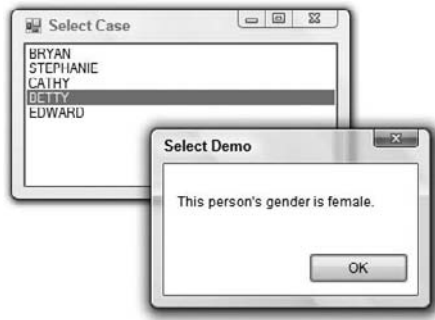 Select Case
BRYAN
STEPHANIE
CATHY
BETTY
EDWARD
Select Demo
This person's gender is female.
OK